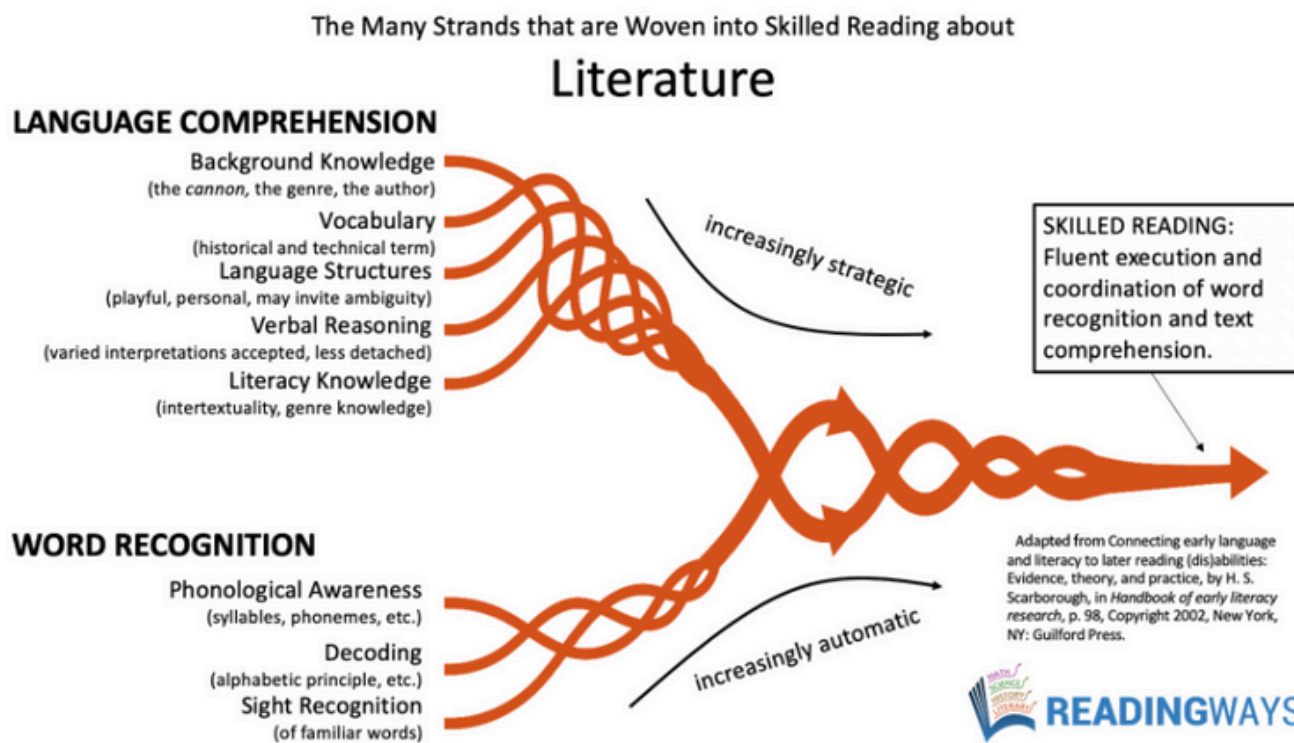 The Many Strands that are Woven into Skilled Reading about
Literature
LANGUAGE COMPREHENSION
Background Knowledge
(the cannon, the genre, the author)
Vocabulary
(historical and technical term)
Language Structures
(playful, personal, may invite ambiguity)
Verbal Reasoning
(varied interpretations accepted, less detached)
Literacy Knowledge
(intertextuality, genre knowledge)
increasingly strategic
SKILLED READING:
Fluent execution and
coordination of word
recognition and text
comprehension.
WORD RECOGNITION
Phonological Awareness
(syllables, phonemes, etc.)
Decoding
(alphabetic principle, etc.)
Sight Recognition
(of familiar words)
increasingly automatic
Adapted from Connecting early language
and literacy to later reading (dis)abilities:
Evidence, theory, and practice, by H. S.
Scarborough, in Handbook of early literacy
research, p. 98, Copyright 2002, New York,
NY: Guilford Press.
MATH
SCIENCE
HISTORY
LITERARY
READINGWAYS